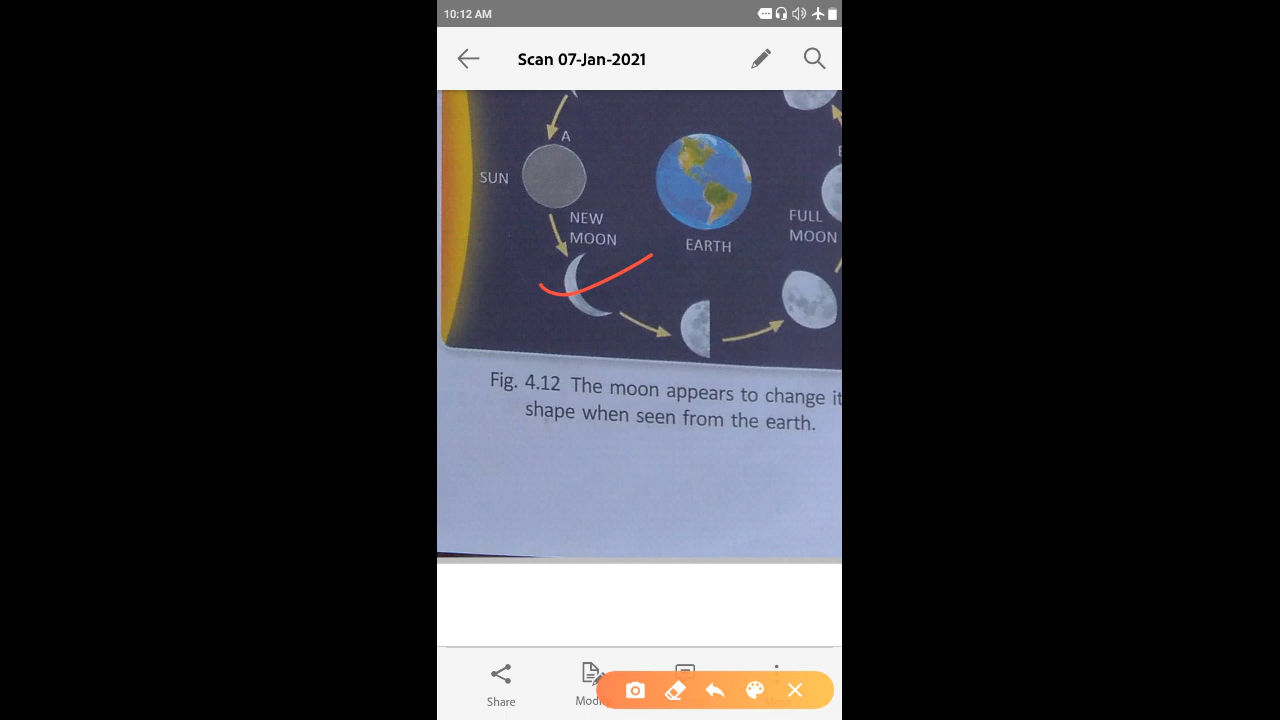 10:12 AM
Scan 07-Jan-2021
A
SUN
NEW
MOON
EARTH
FULL
MOON
Fig. 4.12 The moon appears to change it
shape when seen from the earth.
Share